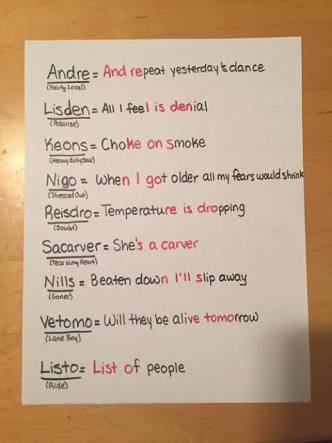 Andre = And repeat yesterday's dance
(Fairly Local)
Lisden = All I feel is denial
(Polarize)
Keons = Choke on smoke
(Heavydirtysoul)
Nigo = When I got older all my fears would shrink
(Stressed Out)
Reisdro = Temperature is dropping
(Doubt)
Sacarver = She's a carver
(Tear in my Heart)
Nills = Beaten down I'll slip away
(Goner)
Vetomo = Will they be alive tomorrow
(Lane Boy)
Listo = List of people
(Ride)